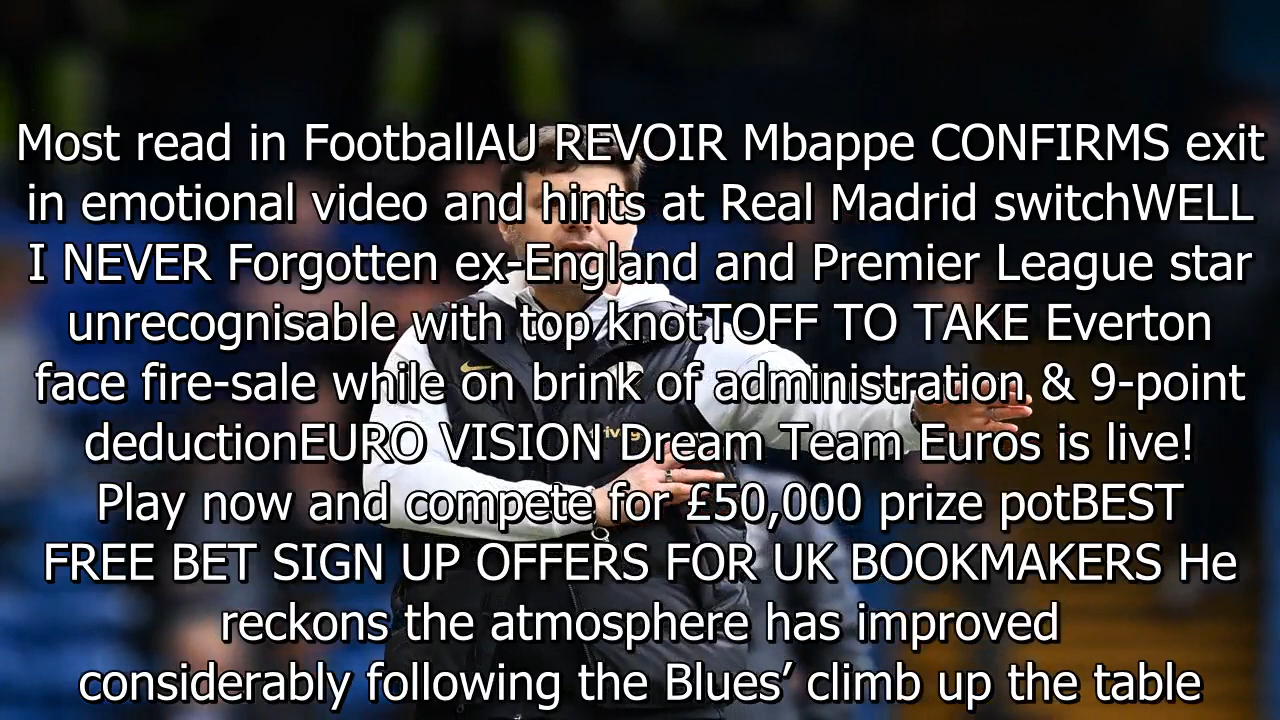 Most read in FootballAU REVOIR Mbappe CONFIRMS exit
in emotional video and hints at Real Madrid switchWELL
I NEVER Forgotten ex-England and Premier League star
unrecognisable with top knotTOFF TO TAKE Everton
face fire-sale while on brink of administration & 9-point
deductionEURO VISION Dream Team Euros is live!
Play now and compete for £50,000 prize potBEST
FREE BET SIGN UP OFFERS FOR UK BOOKMAKERS He
reckons the atmosphere has improved
considerably following the Blues’ climb up the table